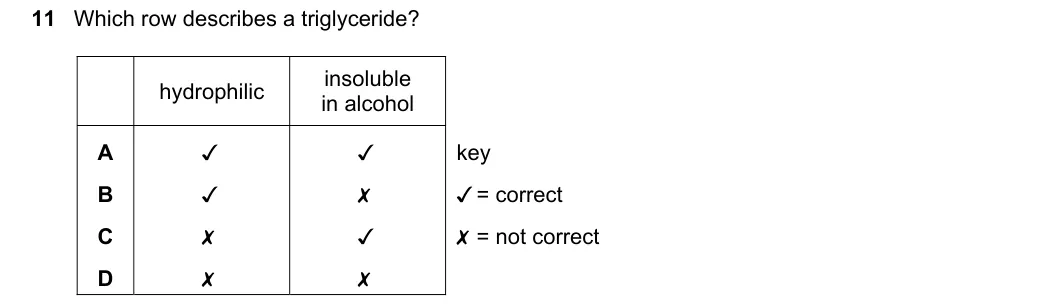 11 Which row describes a triglyceride?
hydrophilic
insoluble
in alcohol
A ✓ ✓ key
B ✓ ✗ ✓ = correct
C ✗ ✓ ✗ = not correct
D ✗ ✗